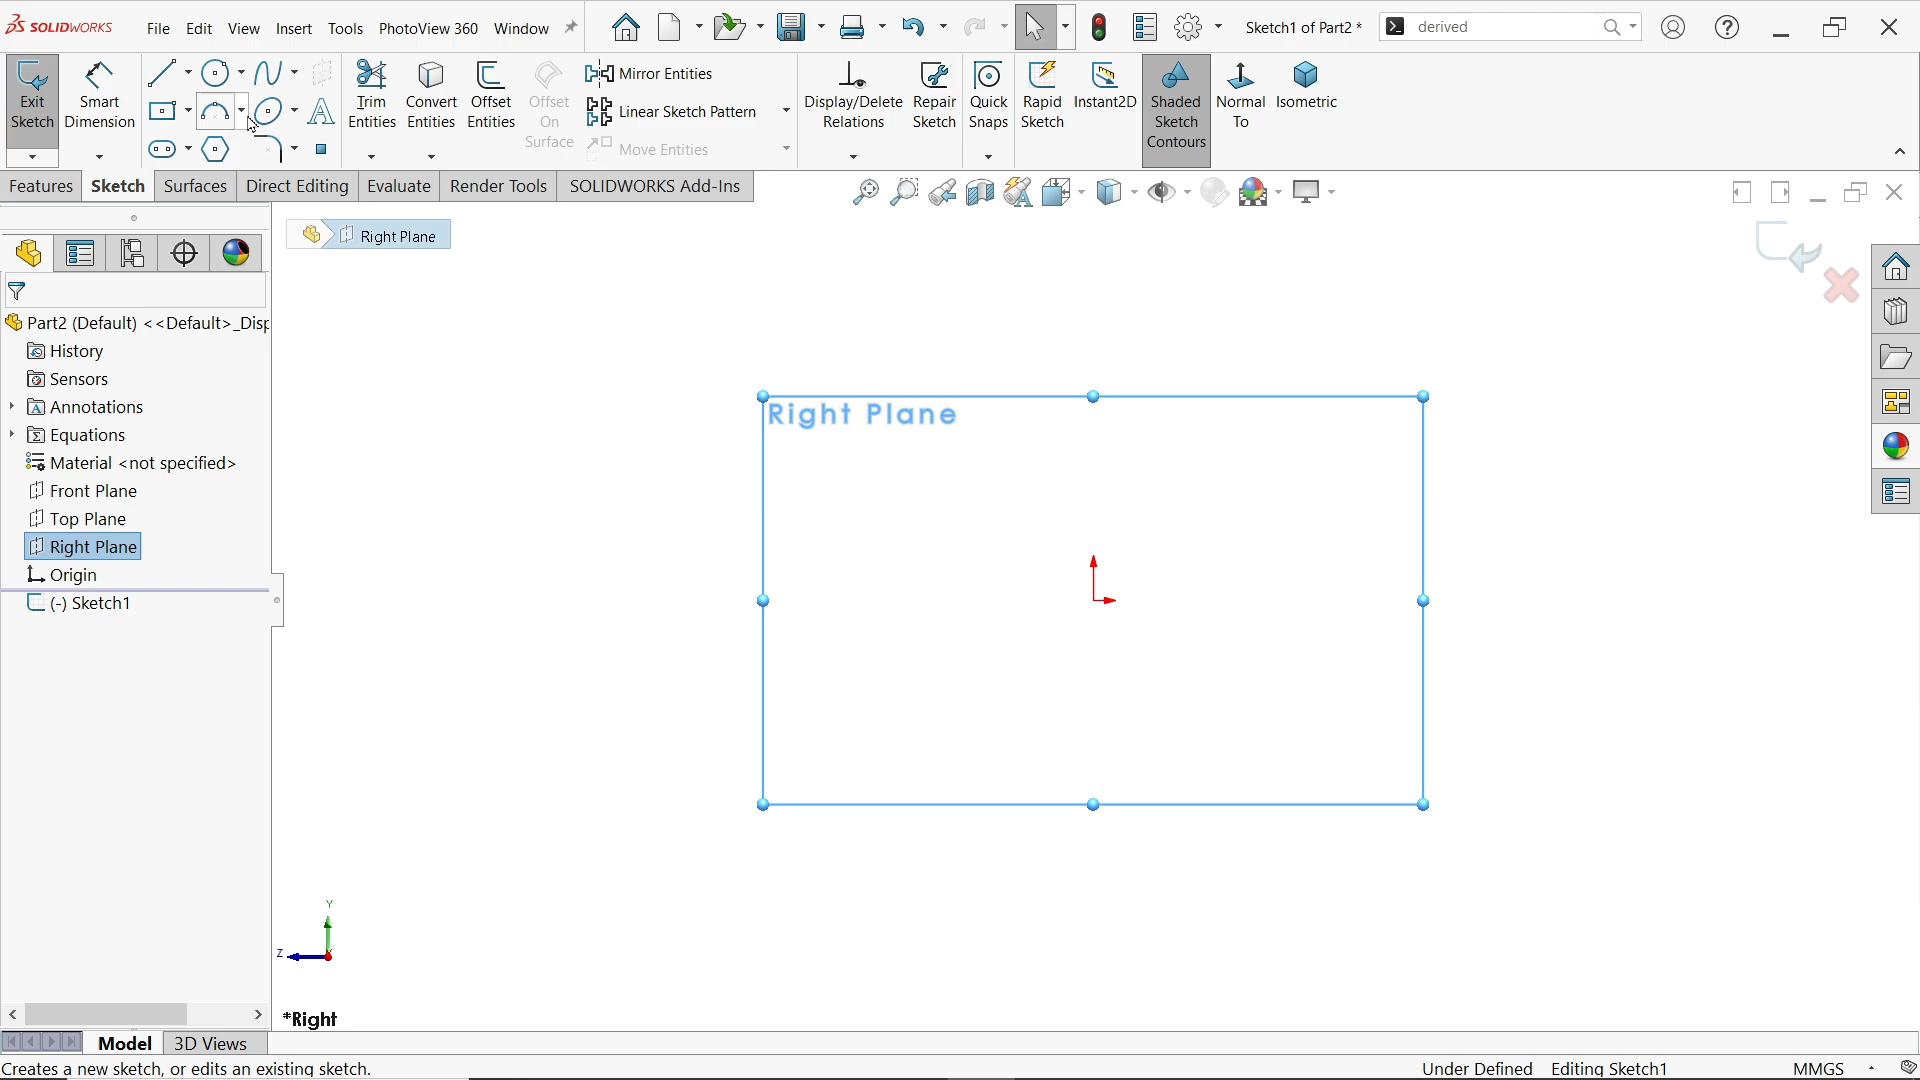 SOLIDWORKS
File
Edit
View
Insert
Tools
PhotoView 360
Window
Sketch1 of Part2 *
derived
Exit
Sketch
Smart
Dimension
Trim
Entities
Convert
Entities
Offset
Entities
Offset
On
Surface
Mirror Entities
Linear Sketch Pattern
Move Entities
Display/Delete
Relations
Repair
Sketch
Quick
Snaps
Rapid
Sketch
Instant2D
Shaded
Sketch
Contours
Normal
To
Isometric
Features
Sketch
Surfaces
Direct Editing
Evaluate
Render Tools
SOLIDWORKS Add-Ins
Right Plane
Part2 (Default) <<Default>_Disp
History
Sensors
Annotations
Equations
Material <not specified>
Front Plane
Top Plane
Right Plane
Origin
(-) Sketch1
Right Plane
Y
Z
*Right
Model
3D Views
Creates a new sketch, or edits an existing sketch.
Under Defined
Editing Sketch1
MMGS